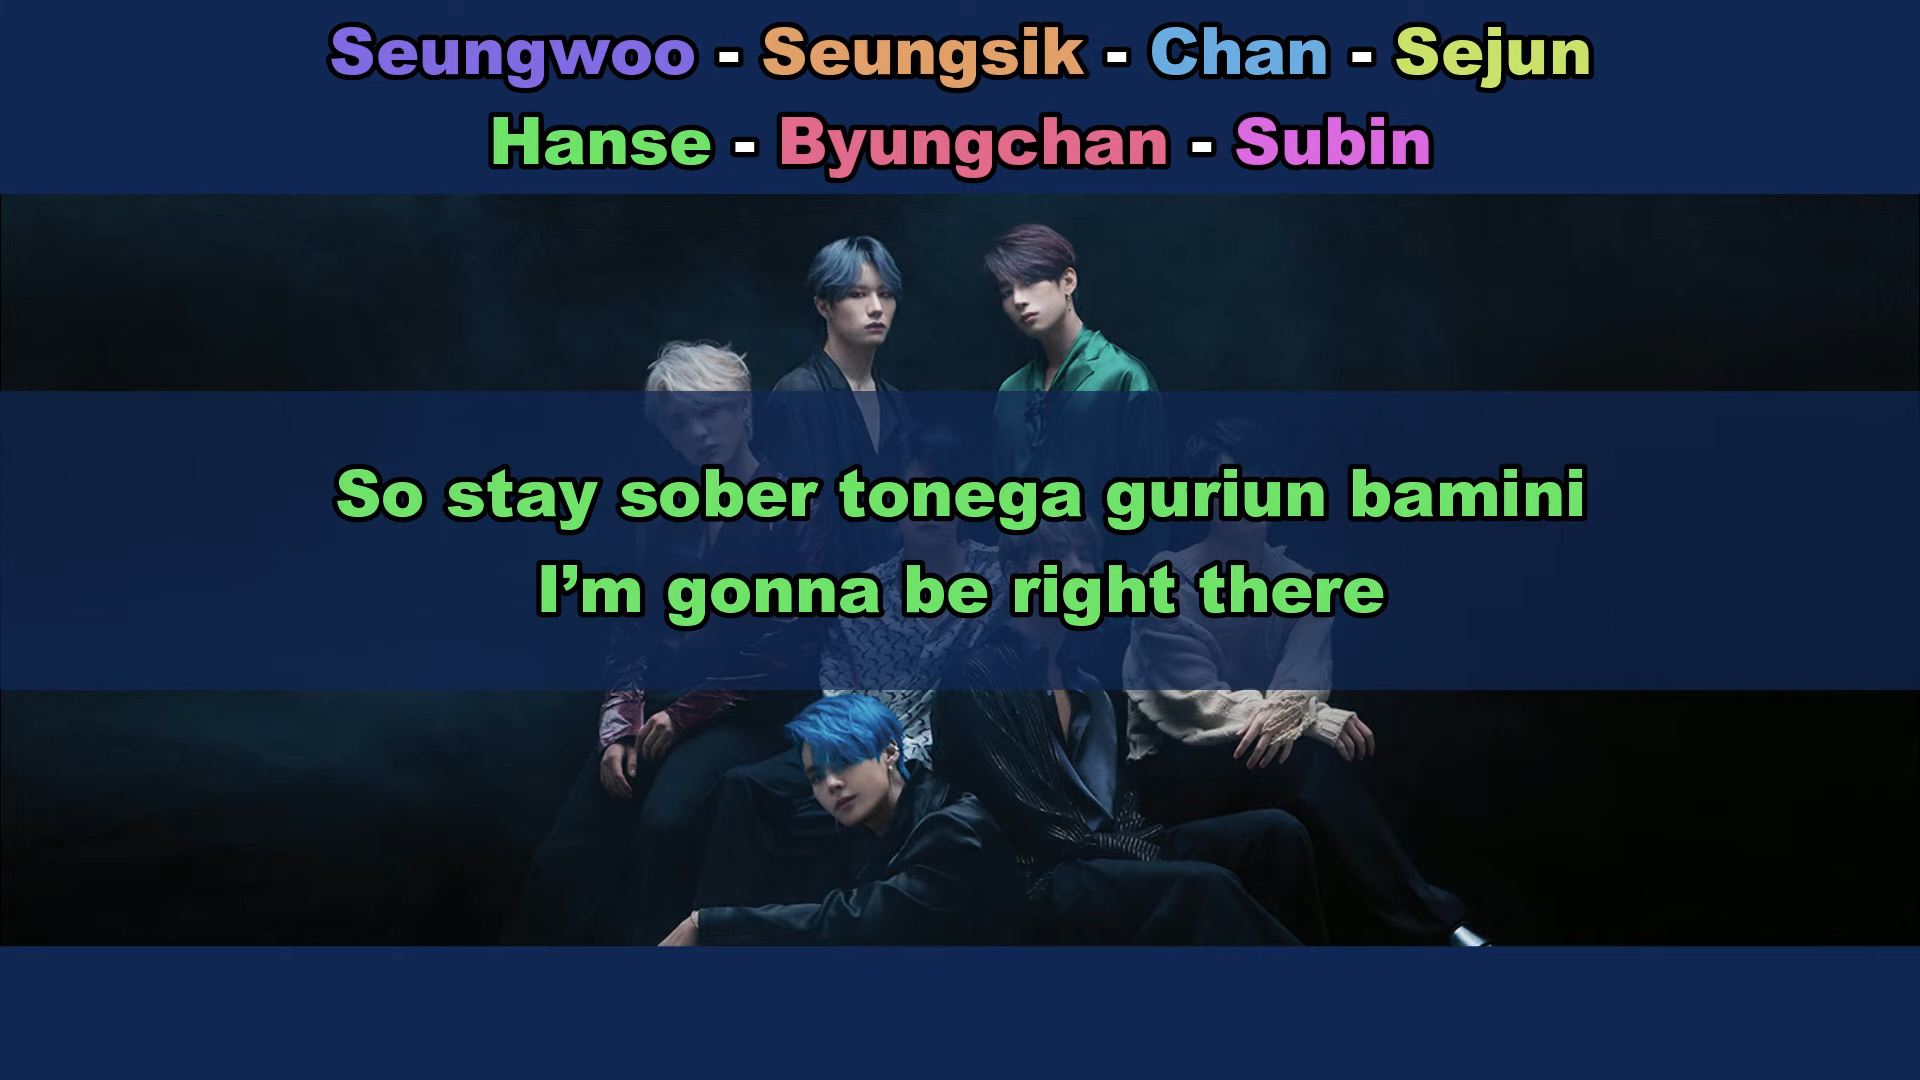 Seungwoo - Seungsik - Chan - Sejun
Hanse - Byungchan - Subin
So stay sober tonega guriun bamini
I’m gonna be right there